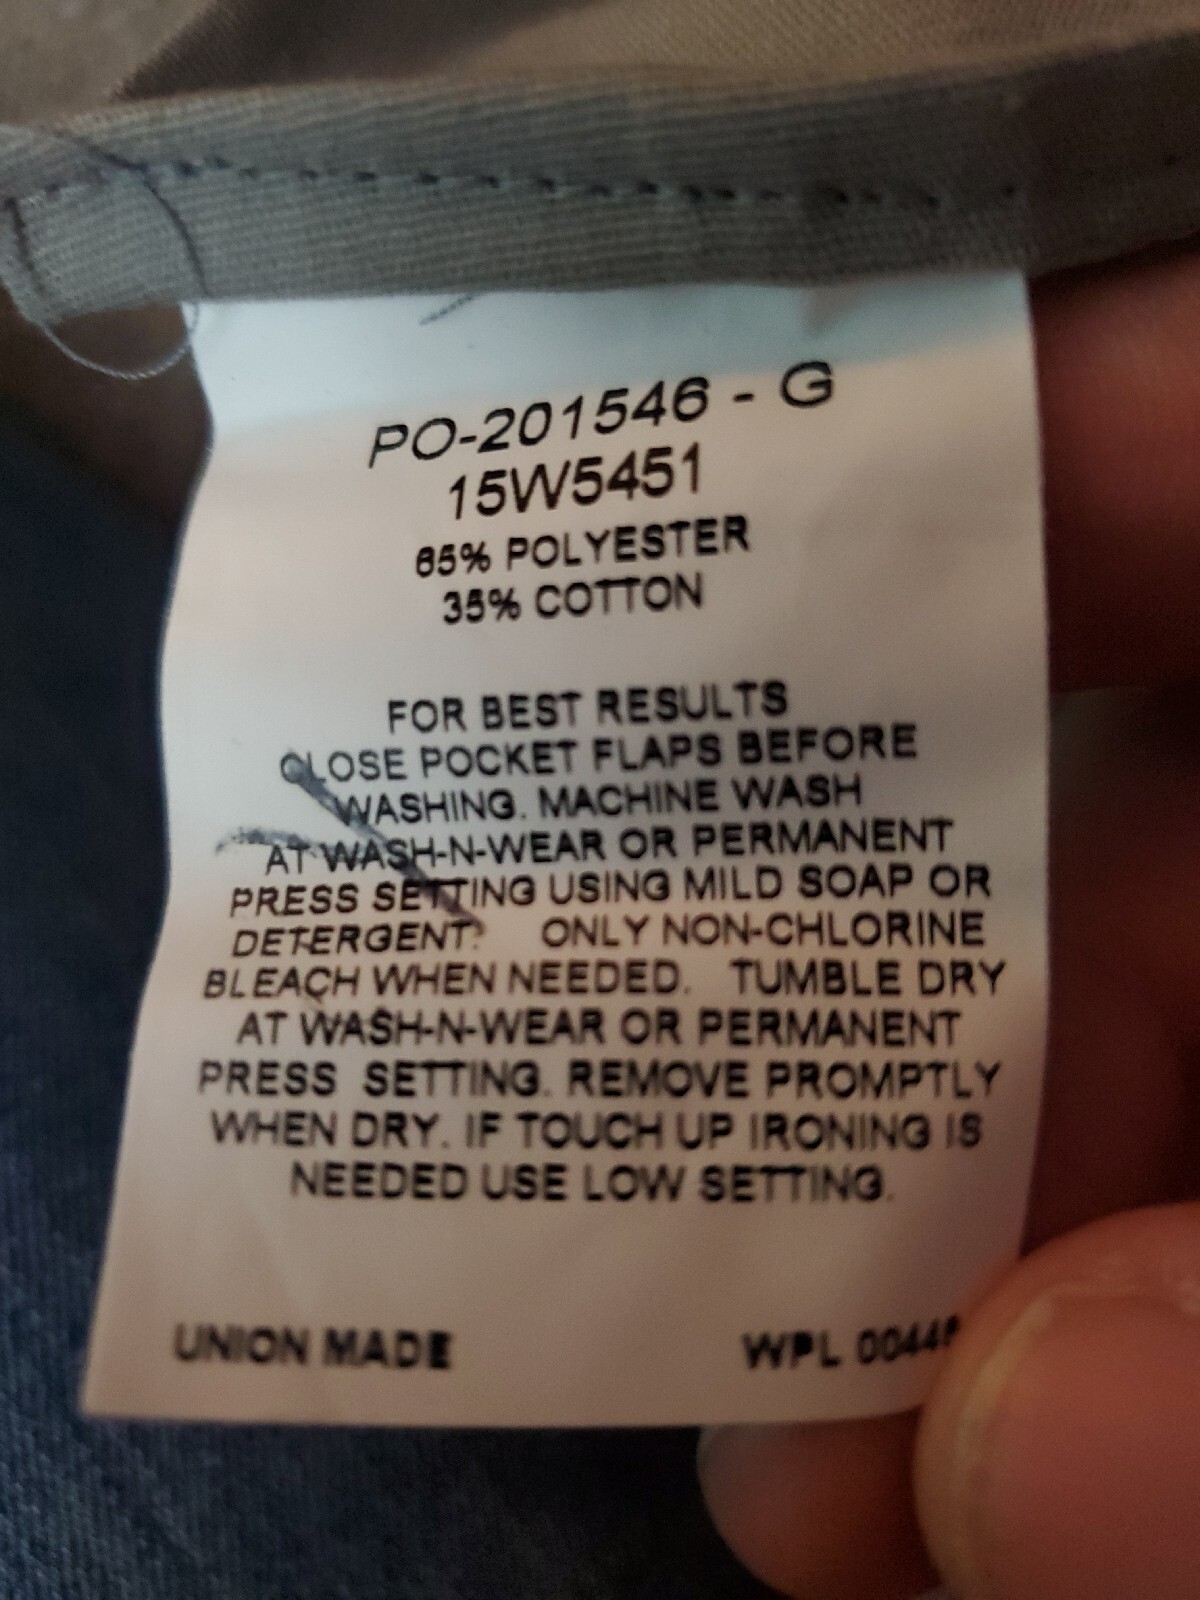 PO-201546 - G
15W5451
65% POLYESTER
35% COTTON
FOR BEST RESULTS
CLOSE POCKET FLAPS BEFORE
WASHING. MACHINE WASH
AT WASH-N-WEAR OR PERMANENT
PRESS SETTING USING MILD SOAP OR
DETERGENT. ONLY NON-CHLORINE
BLEACH WHEN NEEDED. TUMBLE DRY
AT WASH-N-WEAR OR PERMANENT
PRESS SETTING. REMOVE PROMPTLY
WHEN DRY. IF TOUCH UP IRONING IS
NEEDED USE LOW SETTING.
UNION MADE
WPL